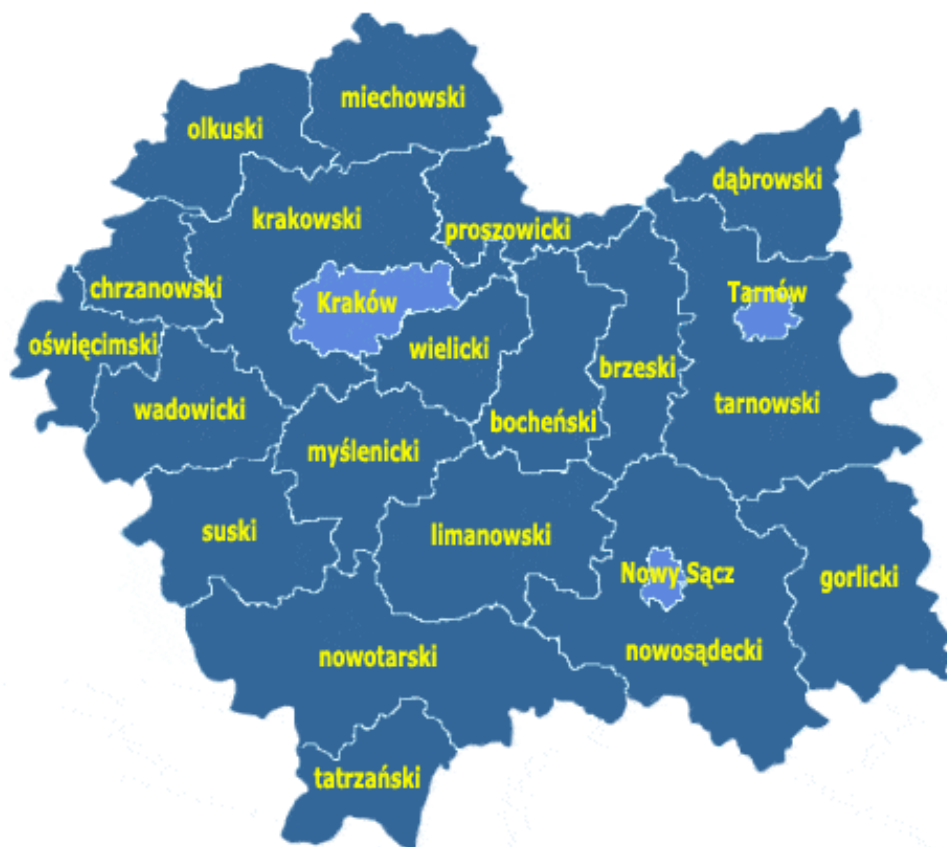 miechowski
olkuski
dąbrowski
krakowski
proszowicki
chrzanowski
Kraków
Tarnów
oświęcimski
wielicki
brzeski
wadowicki
tarnowski
bocheński
myślenicki
suski
limanowski
Nowy Sącz
gorlicki
nowotarski
nowosądecki
tatrzański